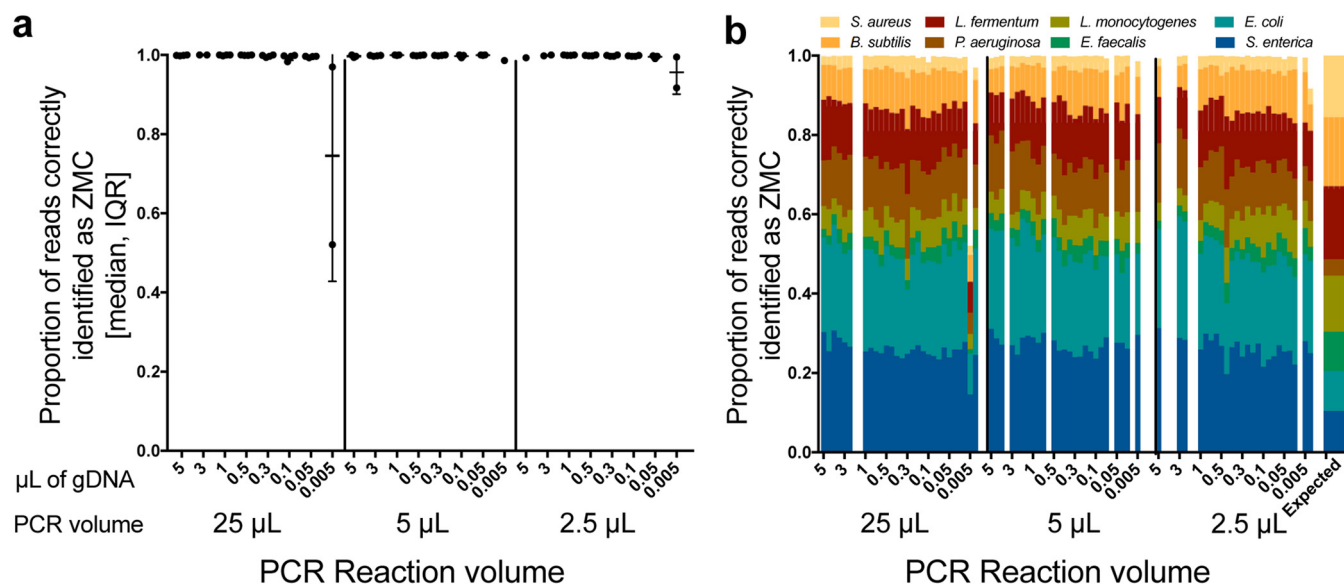 a
Proportion of reads correctly
identified as ZMC
[median, IQR]
1.0
0.8
0.6
0.4
0.2
0.0
µL of gDNA
5 3 1 0.5 0.3 0.1 0.05 0.005 5 3 1 0.5 0.3 0.1 0.05 0.005 5 3 1 0.5 0.3 0.1 0.05 0.005
PCR volume 25 µL 5 µL 2.5 µL
PCR Reaction volume
b
S. aureus L. fermentum L. monocytogenes E. coli
B. subtilis P. aeruginosa E. faecalis S. enterica
Proportion of reads correctly
identified as ZMC
1.0
0.8
0.6
0.4
0.2
0.0
5 3 1 0.5 0.3 0.1 0.05 0.005 5 3 1 0.5 0.3 0.1 0.05 0.005 5 3 1 0.5 0.3 0.1 0.05 0.005 Expected
25 µL 5 µL 2.5 µL
PCR Reaction volume